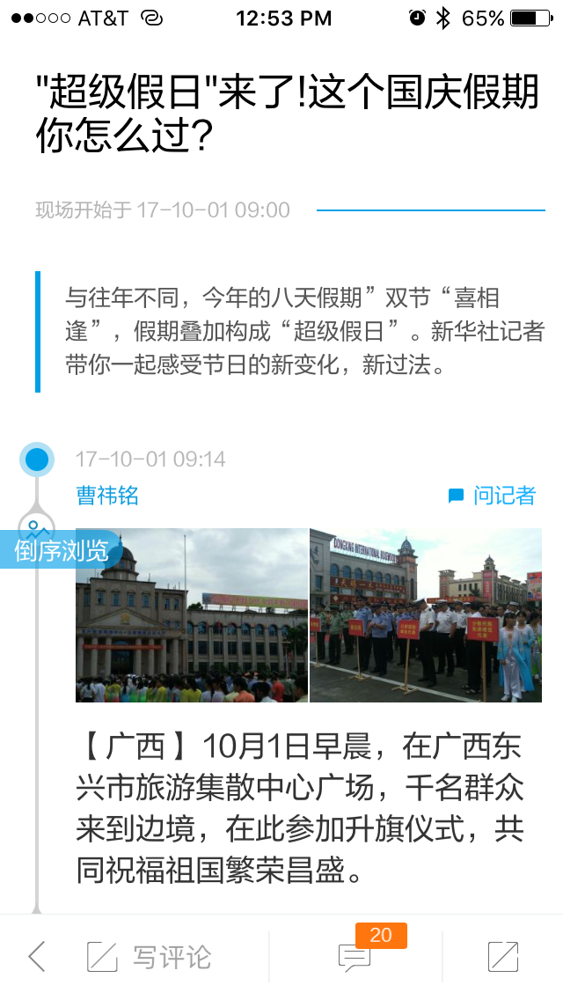 AT&T 12:53 PM 65%
"超级假日"来了!这个国庆假期
你怎么过?
现场开始于 17-10-01 09:00
与往年不同，今年的八天假期”双节“喜相
逢”，假期叠加构成“超级假日”。新华社记者
带你一起感受节日的新变化，新过法。
17-10-01 09:14
曹祎铭 问记者
倒序浏览
DONGXING INTERNATIONAL
【广西】10月1日早晨，在广西东
兴市旅游集散中心广场，千名群众
来到边境，在此参加升旗仪式，共
同祝福祖国繁荣昌盛。
20
写评论